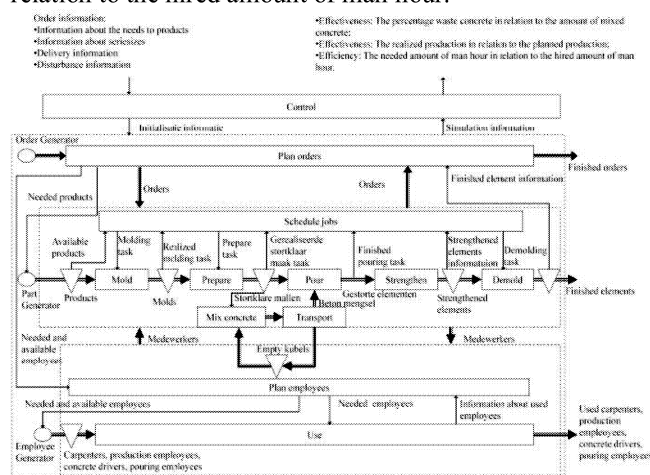 relation to the hired amount of man hour.
Order information:
•Information about the needs to products
•Information about seriesizes
•Delivery information
•Disturbance information
•Effectiveness: The percentage waste concrete in relation to the amount of mixed
concrete;
•Effectiveness: The realized production in relation to the planned production;
•Efficiency: The needed amount of man hour in relation to the hired amount of man
hour.
Control
Initialisatie informatie
Simulation information
Order Generator
Plan orders
Finished orders
Needed products
Orders
Orders
Finished element information
Schedule jobs
Available
products
Molding
task
Realized
molding task
Prepare
task
Gerealiseerde
stortklaar
maak taak
Finished
pouring task
Strengthened
elements
informatuion
Demolding
task
Part
Generator
Products
Mold
Molds
Prepare
Pour
Strengthen
Demold
Finished elements
Stortklare mallen
Beton mengsel
Gestorte elementen
Strengthened
elements
Mix concrete
Transport
Needed and
available
employees
Medewerkers
Medewerkers
Empty kubels
Plan employees
Needed and available employees
Needed employees
Information about used
employees
Employee
Generator
Use
Used carpenters,
production
empleoyees,
concrete drivers,
pouring employees
Carpenters, production employees,
concrete drivers, pouring employees